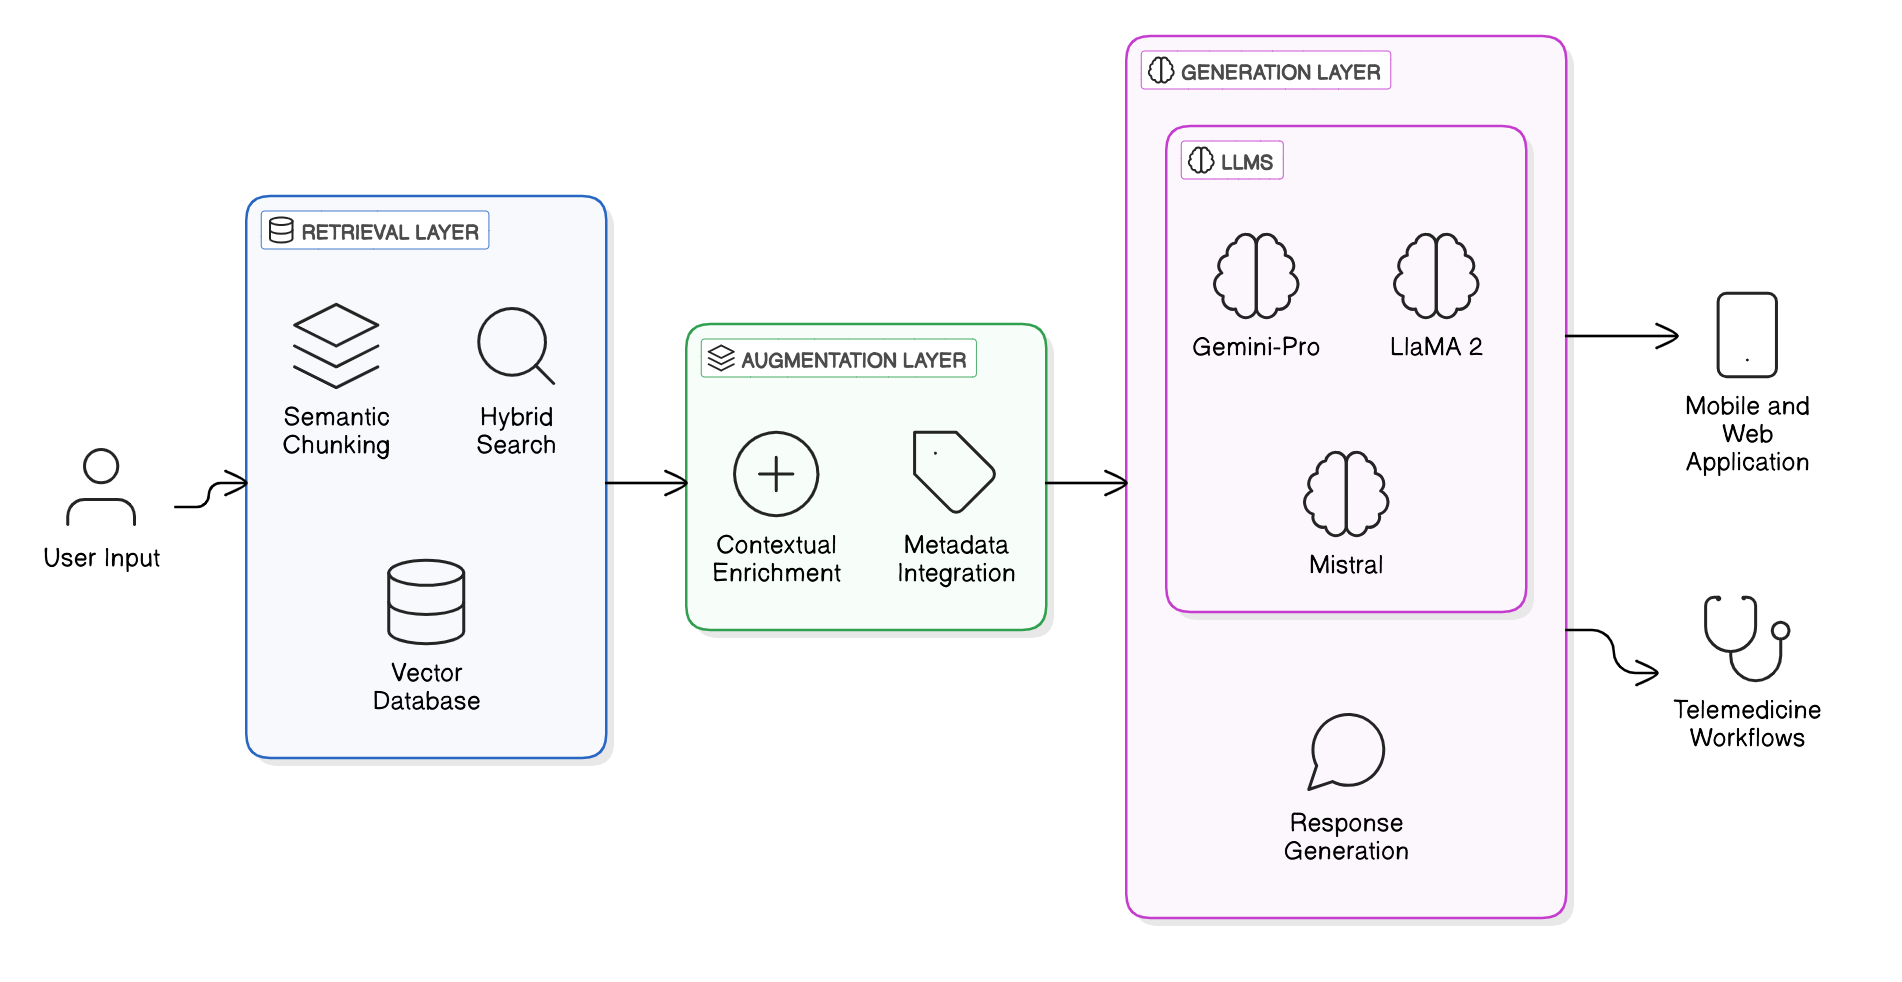 User Input
RETRIEVAL LAYER
Semantic
Chunking
Hybrid
Search
Vector
Database
AUGMENTATION LAYER
Contextual
Enrichment
Metadata
Integration
GENERATION LAYER
LLMS
Gemini-Pro
LlaMA 2
Mistral
Response
Generation
Mobile and
Web
Application
Telemedicine
Workflows